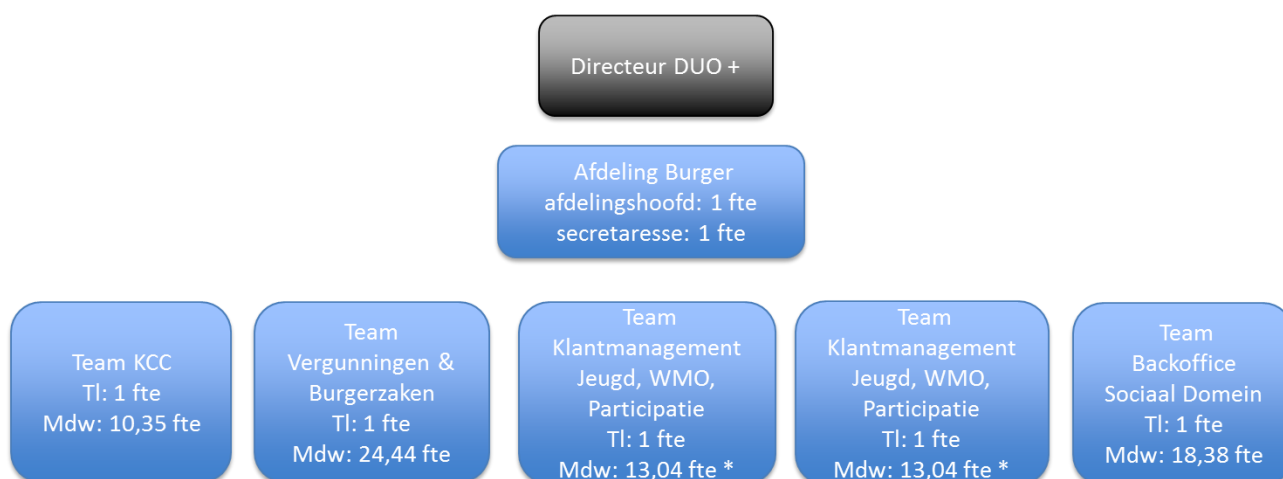 Directeur DUO +
Afdeling Burger
afdelingshoofd: 1 fte
secretaresse: 1 fte
Team KCC
Tl: 1 fte
Mdw: 10,35 fte
Team
Vergunningen &
Burgerzaken
Tl: 1 fte
Mdw: 24,44 fte
Team
Klantmanagement
Jeugd, WMO,
Participatie
Tl: 1 fte
Mdw: 13,04 fte *
Team
Klantmanagement
Jeugd, WMO,
Participatie
Tl: 1 fte
Mdw: 13,04 fte *
Team
Backoffice
Sociaal Domein
Tl: 1 fte
Mdw: 18,38 fte